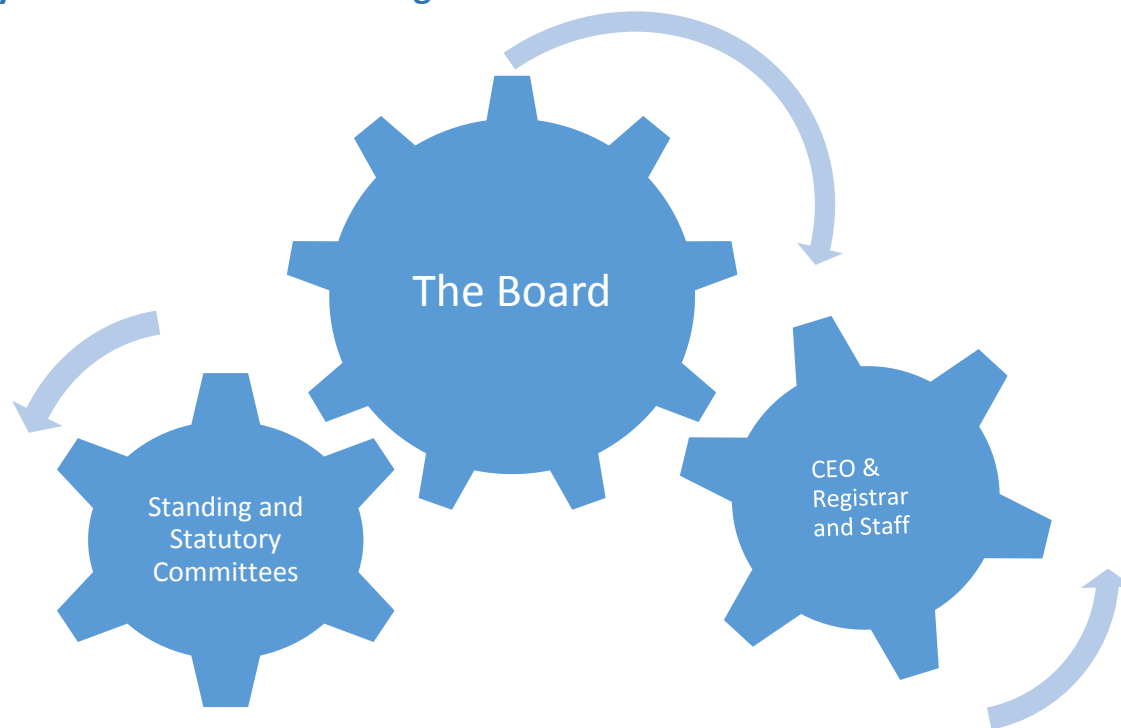 The Board
CEO &
Registrar
and Staff
Standing and
Statutory
Committees